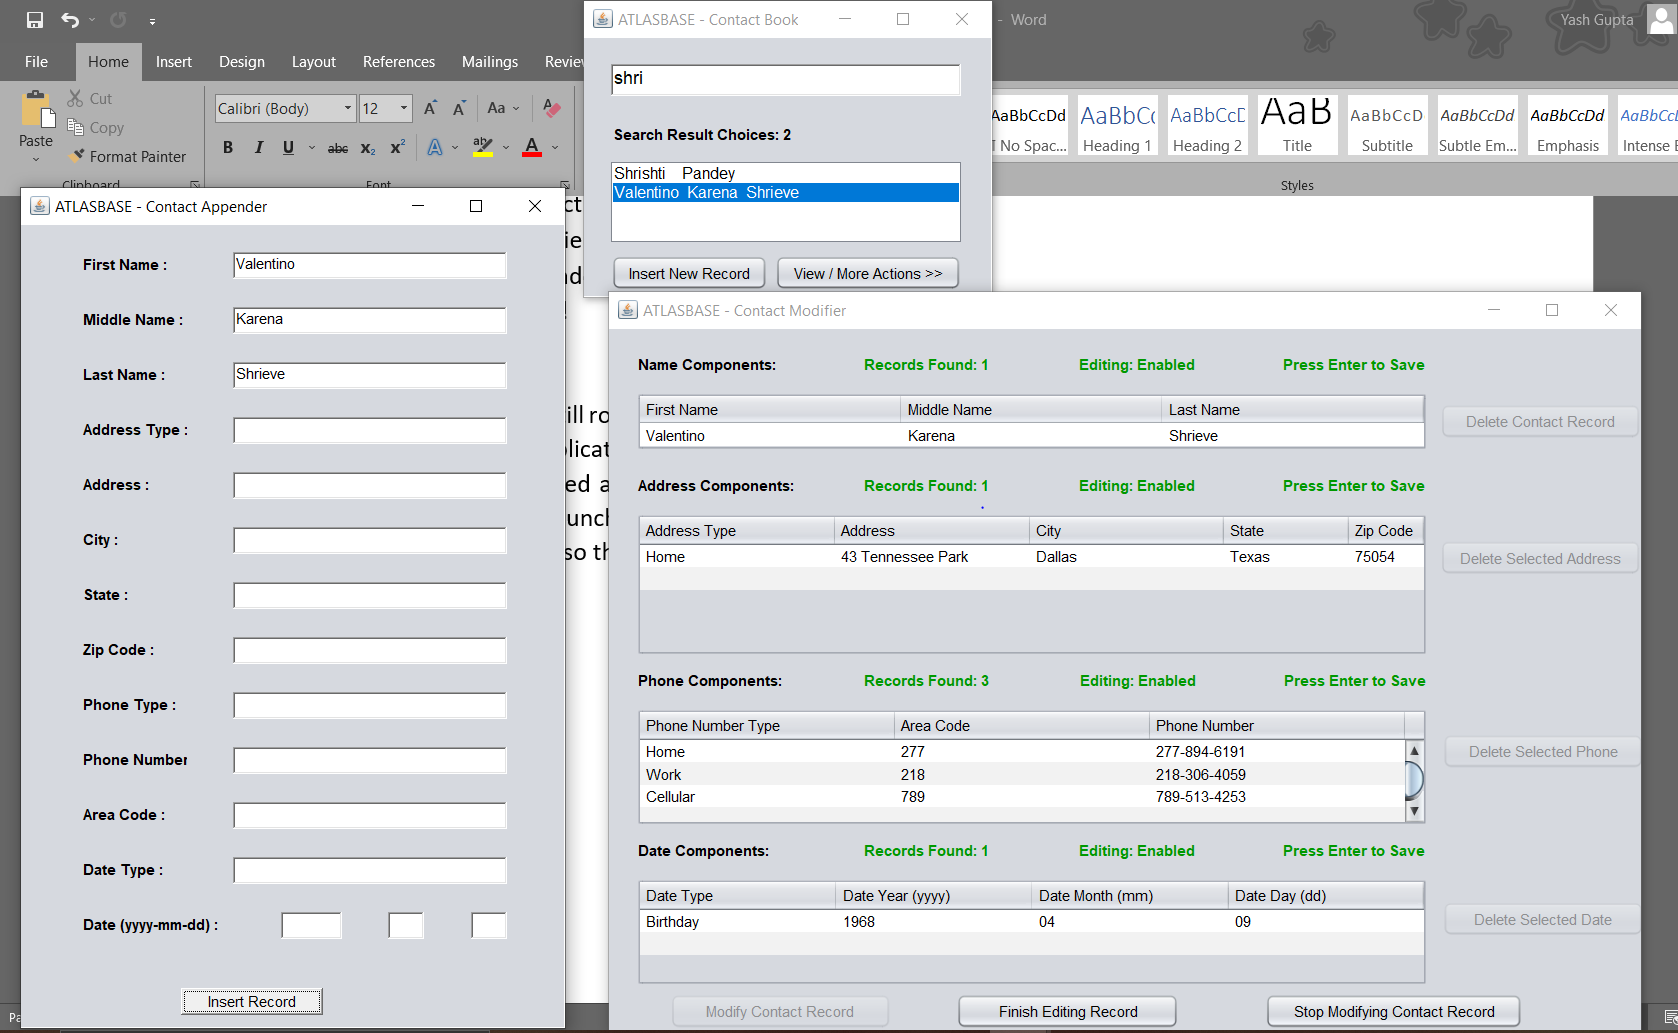 ATLASBASE - Contact Book
- Word
Yash Gupta
File Home Insert Design Layout References Mailings
shri
Cut
Copy
Format Painter
Paste
Calibri (Body) 12
Aa
B I U abc x₂ x² A ab A
Search Result Choices: 2
Shrishti Pandey
Valentino Karena Shrieve
Insert New Record View / More Actions >>
AaBbCcDd AaBbC AaBbCcD AaB AaBbCcD AaBbCcDd AaBbCcDd AaBbCcD
No Spac... Heading 1 Heading 2 Title Subtitle Subtle Em... Emphasis Intense
Clipboard Font Styles
ATLASBASE - Contact Appender
First Name : Valentino
Middle Name : Karena
Last Name : Shrieve
Address Type :
Address :
City :
State :
Zip Code :
Phone Type :
Phone Number
Area Code :
Date Type :
Date (yyyy-mm-dd) :
Insert Record
ill
ed
so
ATLASBASE - Contact Modifier
Name Components: Records Found: 1 Editing: Enabled Press Enter to Save
First Name Middle Name Last Name
Valentino Karena Shrieve
Delete Contact Record
Address Components: Records Found: 1 Editing: Enabled Press Enter to Save
Address Type Address City State Zip Code
Home 43 Tennessee Park Dallas Texas 75054
Delete Selected Address
Phone Components: Records Found: 3 Editing: Enabled Press Enter to Save
Phone Number Type Area Code Phone Number
Home 277 277-894-6191
Work 218 218-306-4059
Cellular 789 789-513-4253
Delete Selected Phone
Date Components: Records Found: 1 Editing: Enabled Press Enter to Save
Date Type Date Year (yyyy) Date Month (mm) Date Day (dd)
Birthday 1968 04 09
Delete Selected Date
Modify Contact Record Finish Editing Record Stop Modifying Contact Record